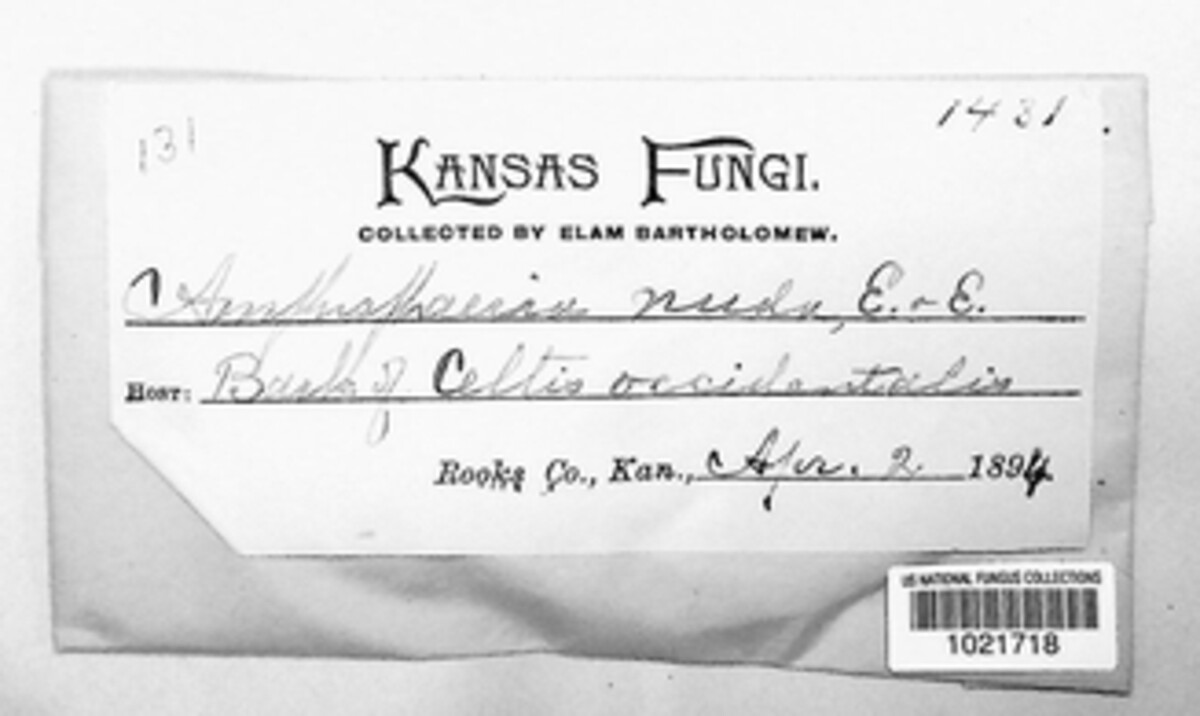 131
1431
KANSAS FUNGI.
COLLECTED BY ELAM BARTHOLOMEW.
Amphisphaeria nuda, E. & E.
HOST: Bark of Celtis occidentalis
Rooks Co., Kan., Apr. 2 1894
US NATIONAL FUNGUS COLLECTIONS
1021718